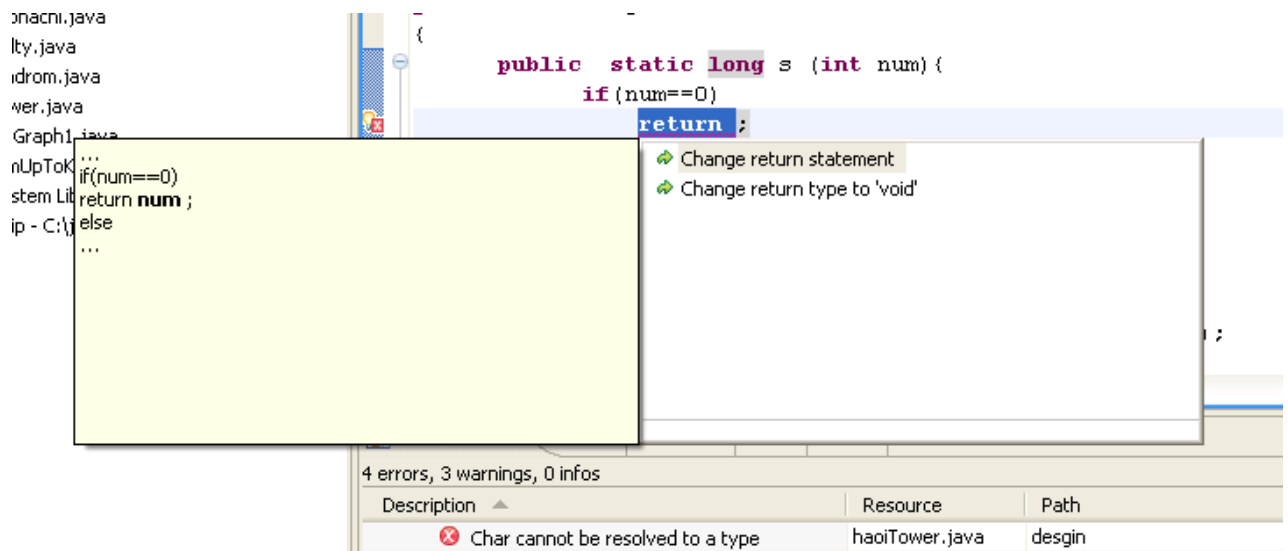 onacni.java
lty.java
ndrom.java
wer.java
Graph1.java
nUpToK
stem Lib
ip - C:\j
{
public static long s (int num){
if(num==0)
return ;
...
if(num==0)
return num ;
else
...
Change return statement
Change return type to 'void'
;
4 errors, 3 warnings, 0 infos
Description Resource Path
Char cannot be resolved to a type haoiTower.java desgin